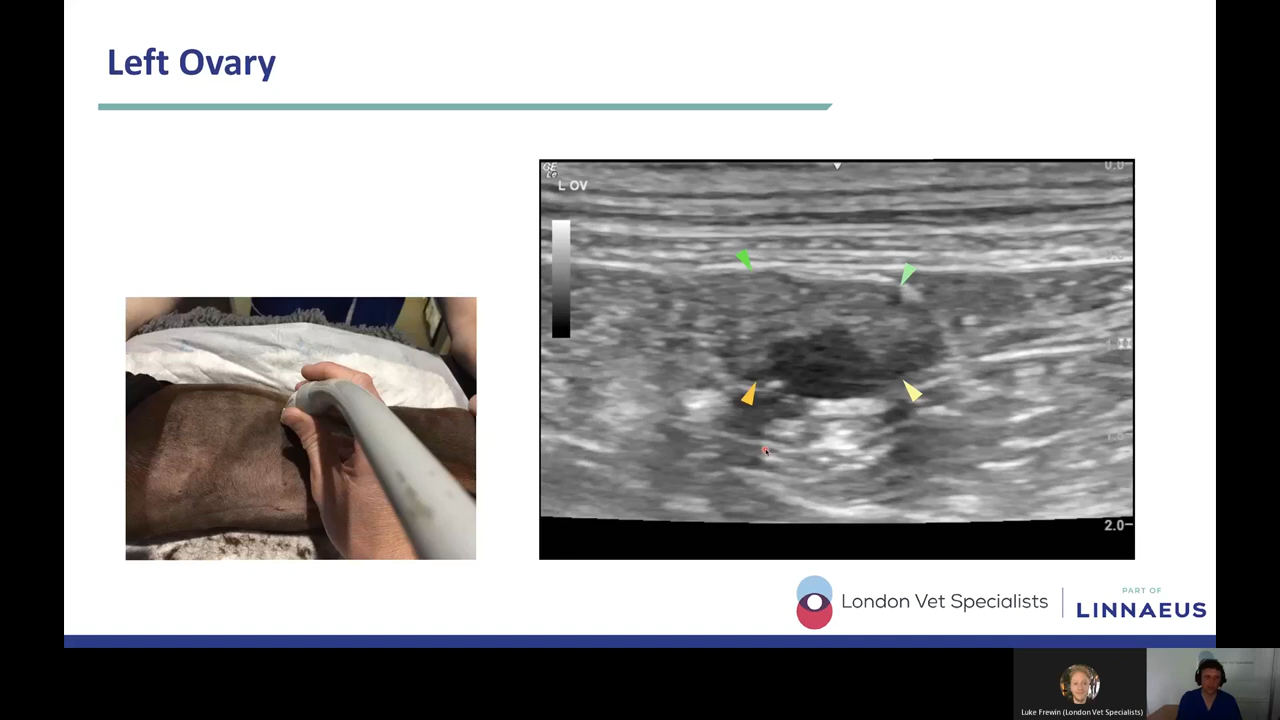 Left Ovary
GE
L OV
0.0
2.0
London Vet Specialists
PART OF
LINNAEUS
Luke Frewin (London Vet Specialists)